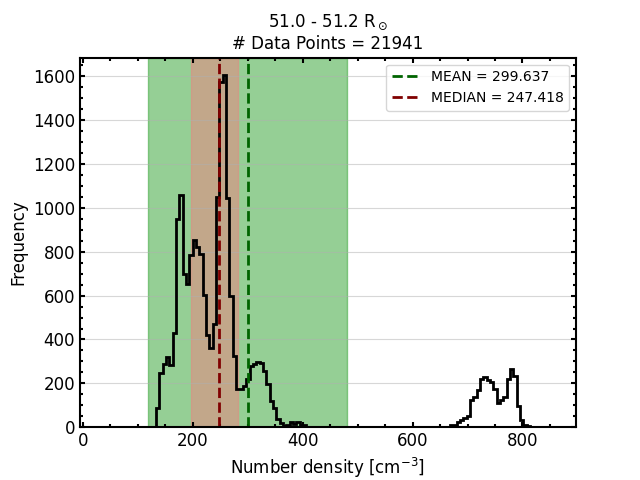 51.0 - 51.2 R⊙
# Data Points = 21941
MEAN = 299.637
MEDIAN = 247.418
1600
1400
1200
1000
800
600
400
200
0
Frequency
0 200 400 600 800
Number density [cm⁻³]